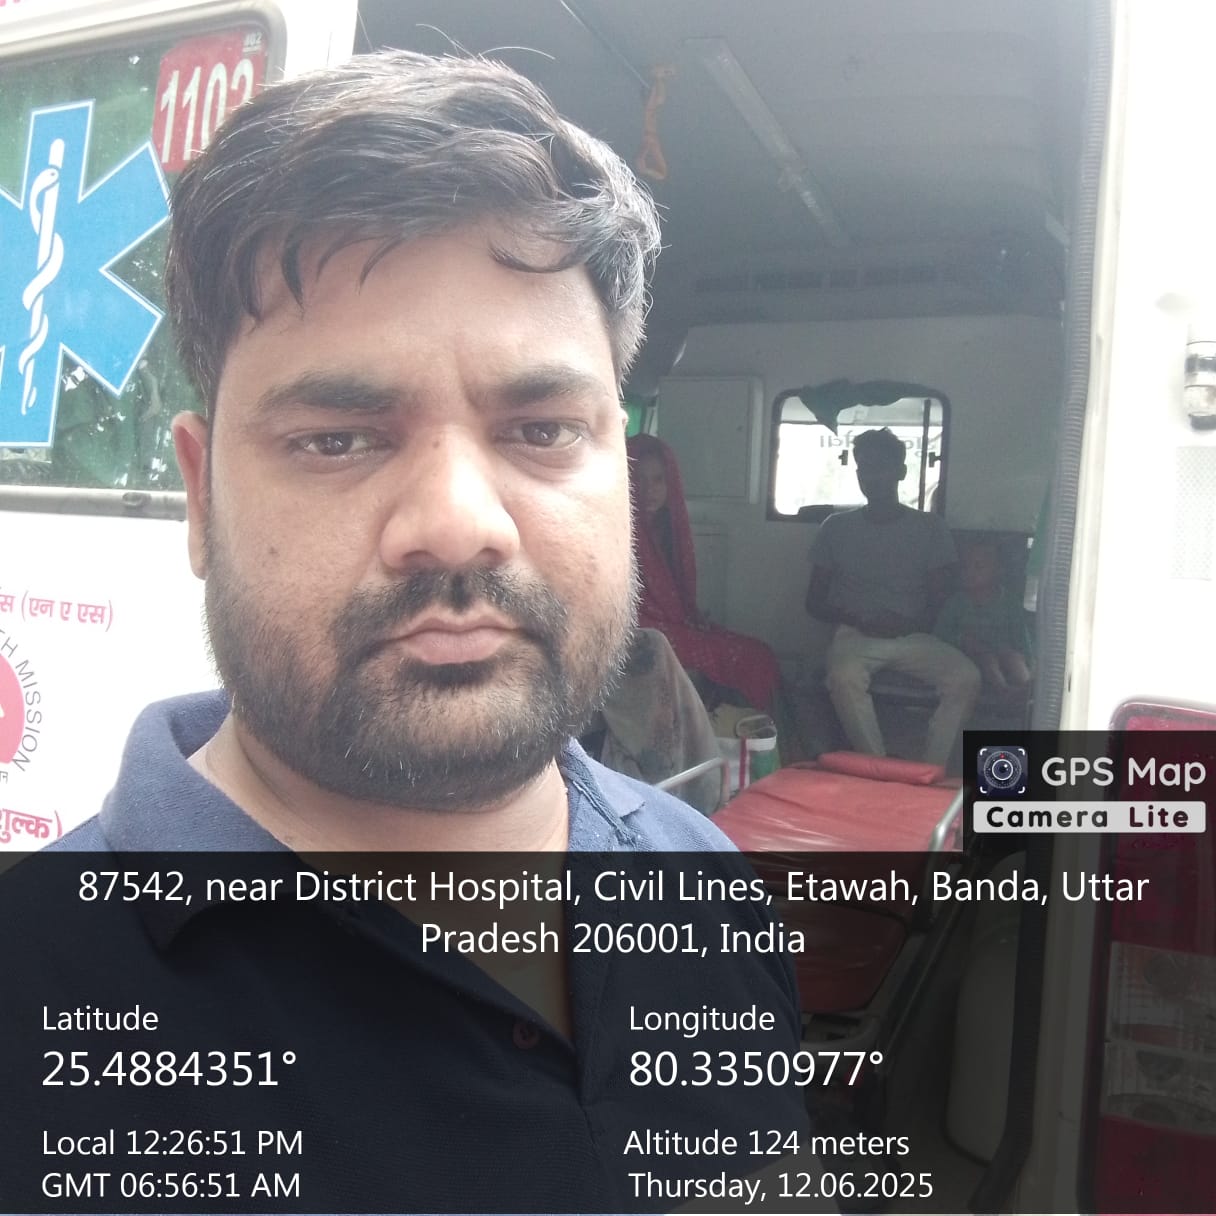 102
1102
स (एन ए एस)
TH MISSION
शुल्क)
GPS Map
Camera Lite
87542, near District Hospital, Civil Lines, Etawah, Banda, Uttar
Pradesh 206001, India
Latitude
25.4884351°
Longitude
80.3350977°
Local 12:26:51 PM
GMT 06:56:51 AM
Altitude 124 meters
Thursday, 12.06.2025